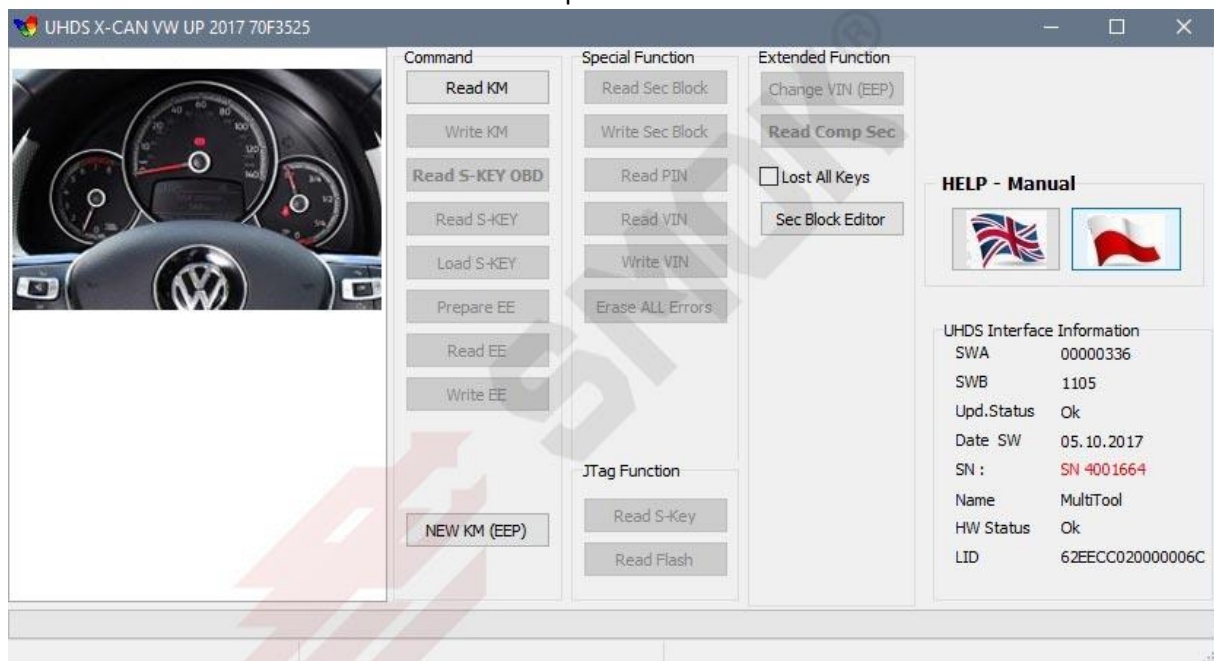 UHDS X-CAN VW UP 2017 70F3525
Command
Read KM
Write KM
Read S-KEY OBD
Read S-KEY
Load S-KEY
Prepare EE
Read EE
Write EE
NEW KM (EEP)
Special Function
Read Sec Block
Write Sec Block
Read PIN
Read VIN
Write VIN
Erase ALL Errors
JTag Function
Read S-Key
Read Flash
Extended Function
Change VIN (EEP)
Read Comp Sec
Lost All Keys
Sec Block Editor
HELP - Manual
UHDS Interface Information
SWA 00000336
SWB 1105
Upd.Status Ok
Date SW 05.10.2017
SN : SN 4001664
Name MultiTool
HW Status Ok
LID 62EECC020000006C
SMOK®